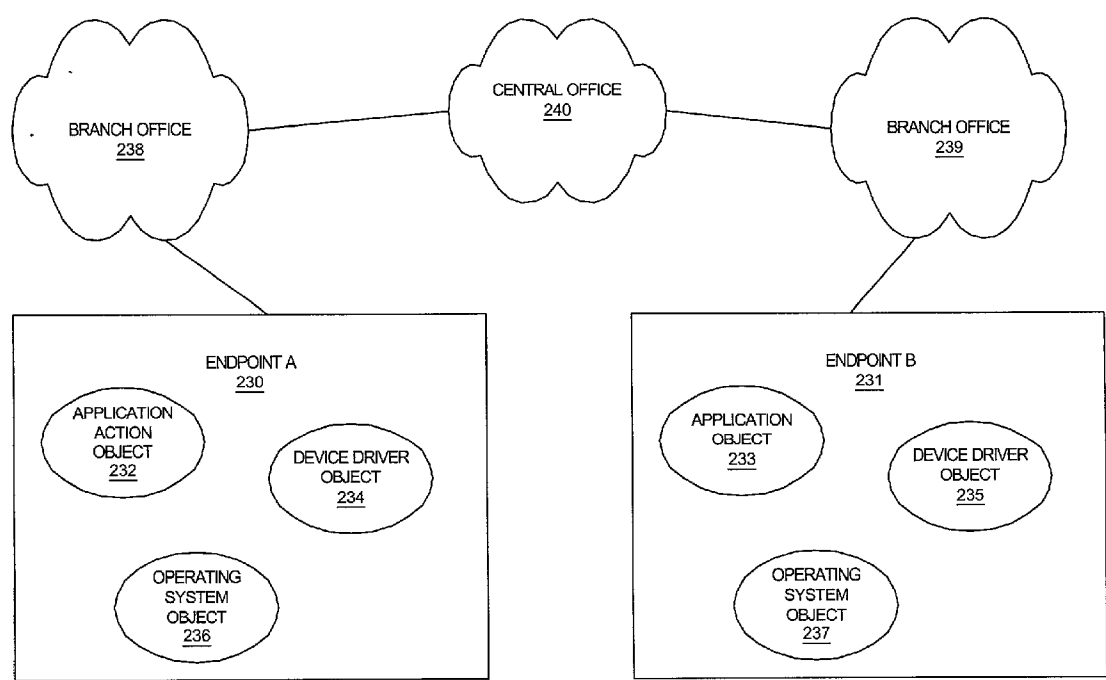 BRANCH OFFICE
238
CENTRAL OFFICE
240
BRANCH OFFICE
239
ENDPOINT A
230
APPLICATION
ACTION
OBJECT
232
DEVICE DRIVER
OBJECT
234
OPERATING
SYSTEM
OBJECT
236
ENDPOINT B
231
APPLICATION
OBJECT
233
DEVICE DRIVER
OBJECT
235
OPERATING
SYSTEM
OBJECT
237